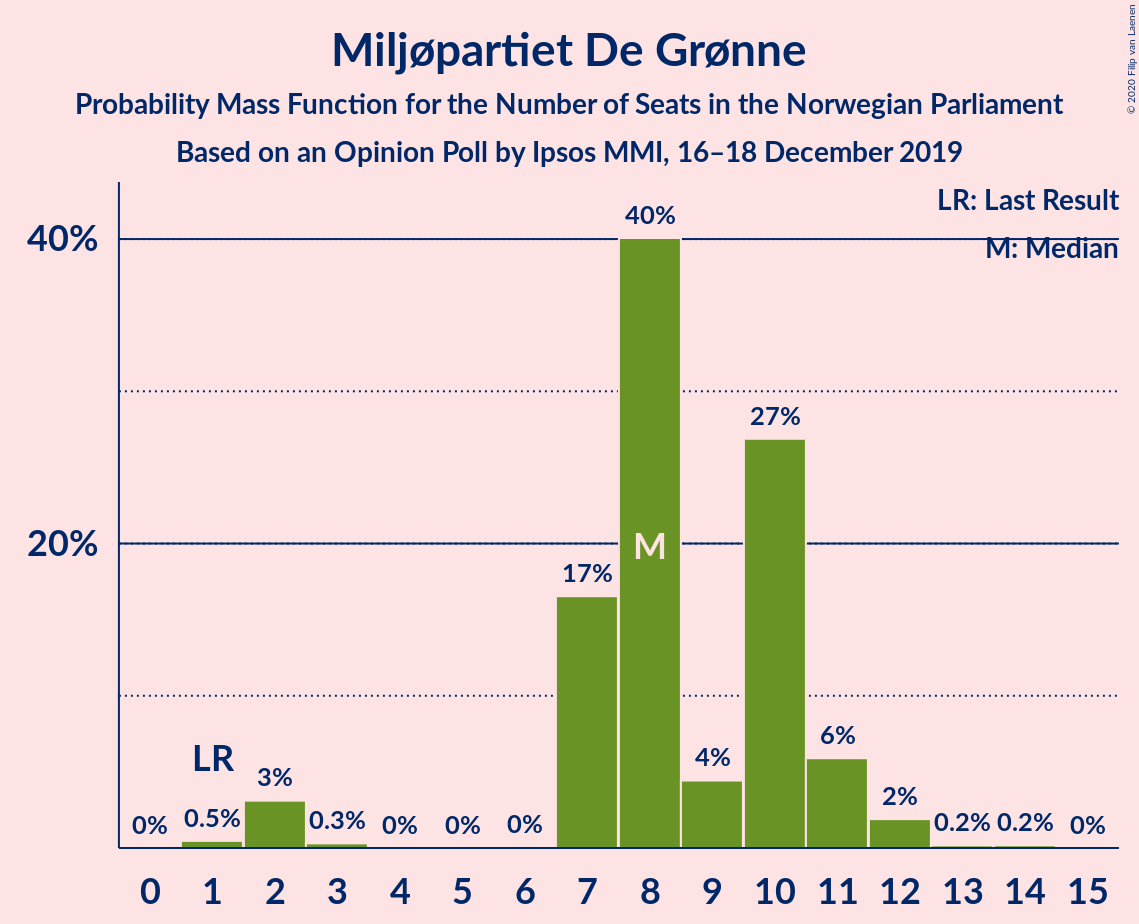 Miljøpartiet De Grønne
Probability Mass Function for the Number of Seats in the Norwegian Parliament
Based on an Opinion Poll by Ipsos MMI, 16–18 December 2019
© 2020 Filip van Laenen
LR: Last Result
M: Median
40%
20%
0%
0.5%
LR
3%
0.3%
0%
0%
0%
17%
40%
M
4%
27%
6%
2%
0.2%
0.2%
0%
0 1 2 3 4 5 6 7 8 9 10 11 12 13 14 15